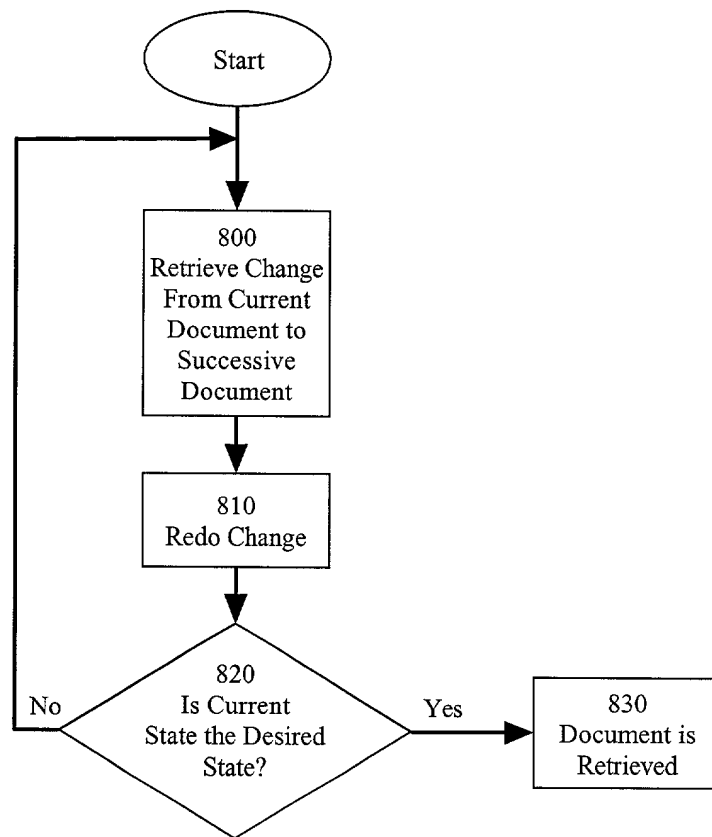 Start
800
Retrieve Change
From Current
Document to
Successive
Document
810
Redo Change
820
Is Current
State the Desired
State?
No
Yes
830
Document is
Retrieved